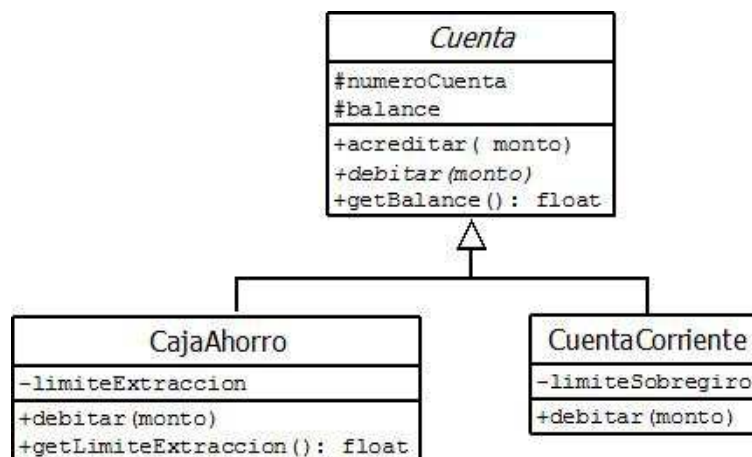 Cuenta
#numeroCuenta
#balance
+acreditar( monto)
+debitar(monto)
+getBalance(): float
CajaAhorro
-limiteExtraccion
+debitar(monto)
+getLimiteExtraccion(): float
CuentaCorriente
-limiteSobregiro
+debitar(monto)